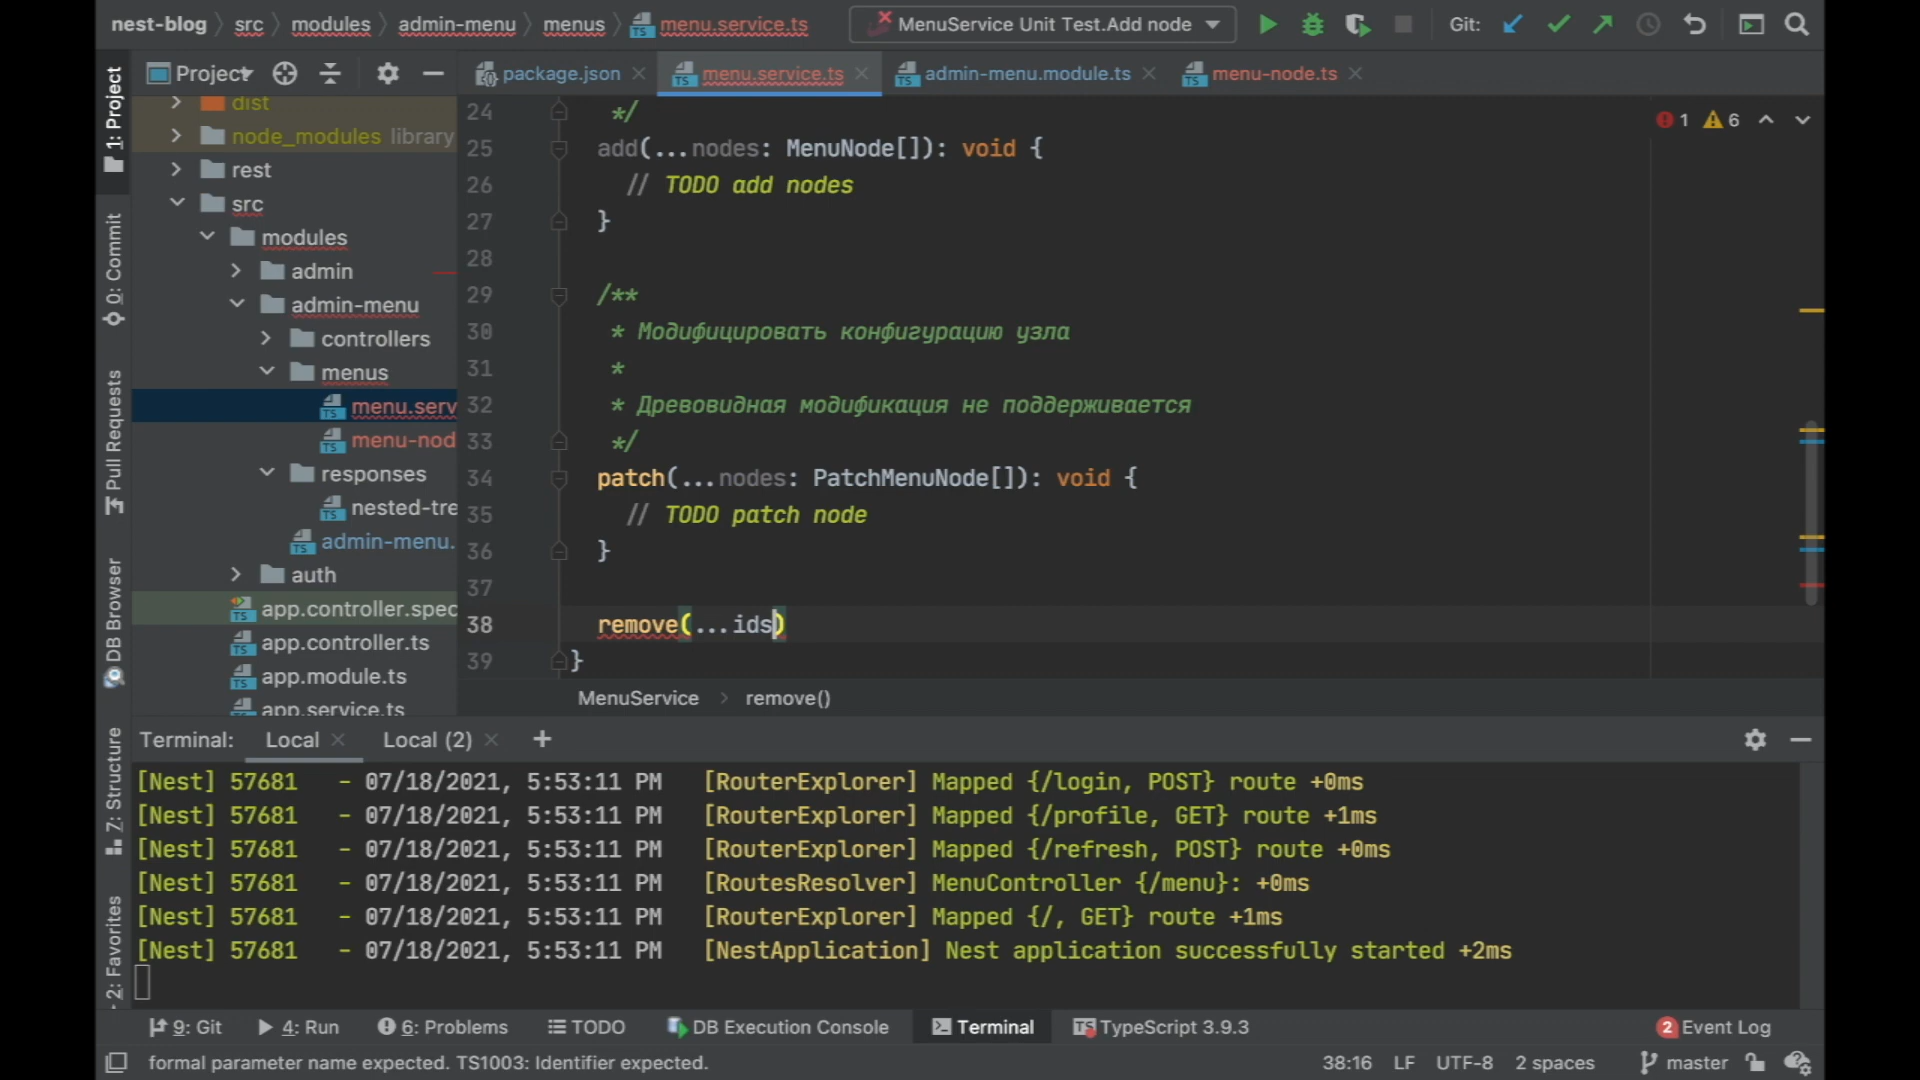 nest-blog src modules admin-menu menus menu.service.ts MenuService Unit Test.Add node Git:
1: Project
0: Commit
Pull Requests
DB Browser
Z: Structure
2: Favorites
Project
dist
node_modules library
rest
src
modules
admin
admin-menu
controllers
menus
menu.serv
menu-nod
responses
nested-tre
admin-menu.
auth
app.controller.spec
app.controller.ts
app.module.ts
app.service.ts
package.json menu.service.ts admin-menu.module.ts menu-node.ts
1 6
24 */
25 add(...nodes: MenuNode[]): void {
26 // TODO add nodes
27 }
28
29 /**
30 * Модифицировать конфигурацию узла
31 *
32 * Древовидная модификация не поддерживается
33 */
34 patch(...nodes: PatchMenuNode[]): void {
35 // TODO patch node
36 }
37
38 remove(...ids)
39 }
MenuService remove()
Terminal: Local Local (2)
[Nest] 57681 - 07/18/2021, 5:53:11 PM [RouterExplorer] Mapped {/login, POST} route +0ms
[Nest] 57681 - 07/18/2021, 5:53:11 PM [RouterExplorer] Mapped {/profile, GET} route +1ms
[Nest] 57681 - 07/18/2021, 5:53:11 PM [RouterExplorer] Mapped {/refresh, POST} route +0ms
[Nest] 57681 - 07/18/2021, 5:53:11 PM [RoutesResolver] MenuController {/menu}: +0ms
[Nest] 57681 - 07/18/2021, 5:53:11 PM [RouterExplorer] Mapped {/, GET} route +1ms
[Nest] 57681 - 07/18/2021, 5:53:11 PM [NestApplication] Nest application successfully started +2ms
9: Git 4: Run 6: Problems TODO DB Execution Console Terminal TypeScript 3.9.3 2 Event Log
formal parameter name expected. TS1003: Identifier expected. 38:16 LF UTF-8 2 spaces master